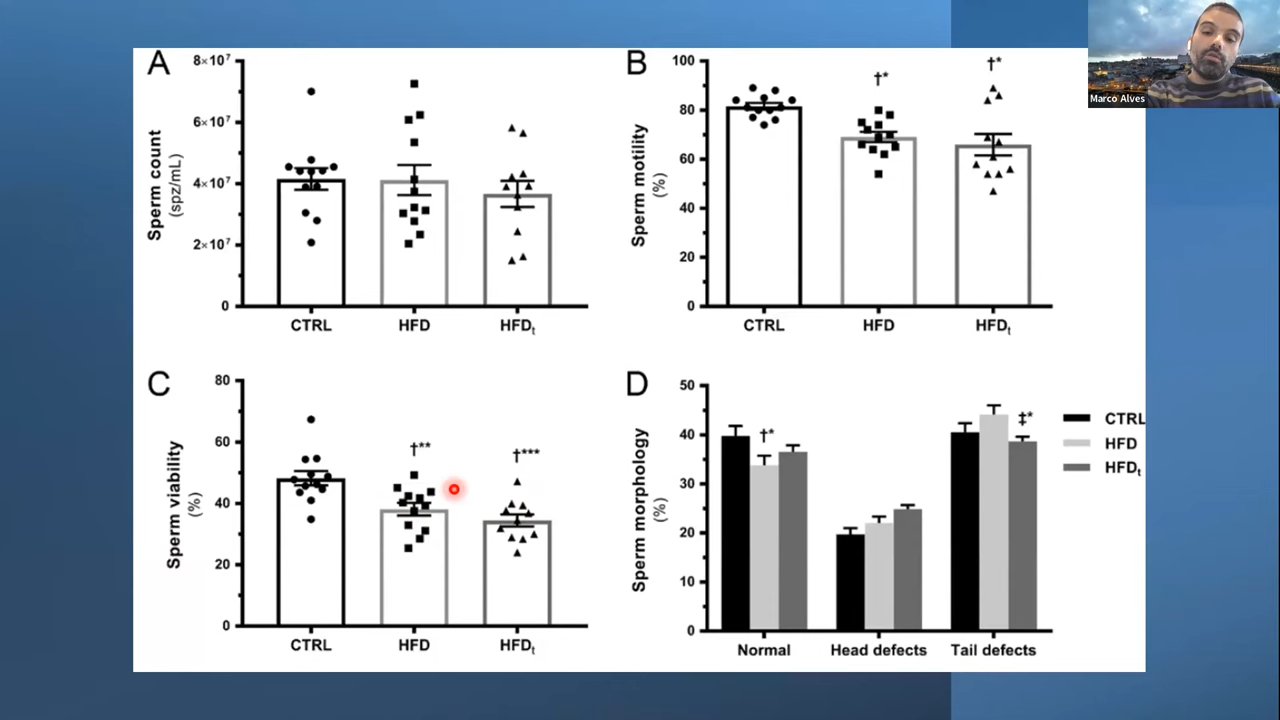 Marco Alves
A
Sperm count
(spz/mL)
8×10⁷
6×10⁷
4×10⁷
2×10⁷
0
CTRL
HFD
HFDt
B
Sperm motility
(%)
100
80
60
40
20
0
†*
†*
CTRL
HFD
HFDt
C
Sperm viability
(%)
80
60
40
20
0
†**
†***
CTRL
HFD
HFDt
D
Sperm morphology
(%)
50
40
30
20
10
0
†*
‡*
Normal
Head defects
Tail defects
CTRL
HFD
HFDt